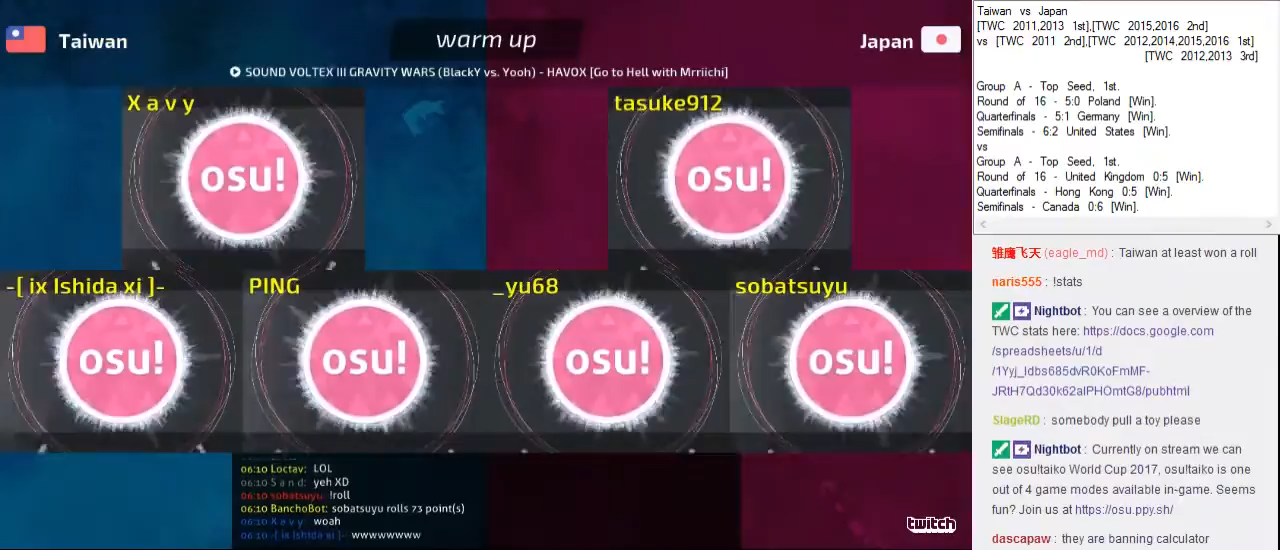 Taiwan
warm up
Japan
SOUND VOLTEX III GRAVITY WARS (BlackY vs. Yooh) - HAVOX [Go to Hell with Mrriichi]
X a v y
tasuke912
osu!
osu!
-[ ix Ishida xi ]-
PING
_yu68
sobatsuyu
osu!
osu!
osu!
osu!
06:10 Loctav: LOL
06:10 S a n d: yeh XD
06:10 sobatsuyu: !roll
06:10 BanchoBot: sobatsuyu rolls 73 point(s)
06:10 X a v y: woah
06:10 -[ ix Ishida xi ]-: wwwwwwwww
twitch
Taiwan vs Japan
[TWC 2011,2013 1st],[TWC 2015,2016 2nd]
vs [TWC 2011 2nd],[TWC 2012,2014,2015,2016 1st]
[TWC 2012,2013 3rd]
Group A - Top Seed, 1st.
Round of 16 - 5:0 Poland [Win].
Quarterfinals - 5:1 Germany [Win].
Semifinals - 6:2 United States [Win].
vs
Group A - Top Seed, 1st.
Round of 16 - United Kingdom 0:5 [Win].
Quarterfinals - Hong Kong 0:5 [Win].
Semifinals - Canada 0:6 [Win].
雏鹰飞天 (eagle_md) : Taiwan at least won a roll
naris555 : !stats
Nightbot : You can see a overview of the
TWC stats here: https://docs.google.com
/spreadsheets/u/1/d
/1Yyj_Idbs685dvR0KoFmMF-
JRtH7Qd30k62alPHOmtG8/pubhtml
SlageRD : somebody pull a toy please
Nightbot : Currently on stream we can
see osu!taiko World Cup 2017, osu!taiko is one
out of 4 game modes available in-game. Seems
fun? Join us at https://osu.ppy.sh/
dascapaw : they are banning calculator